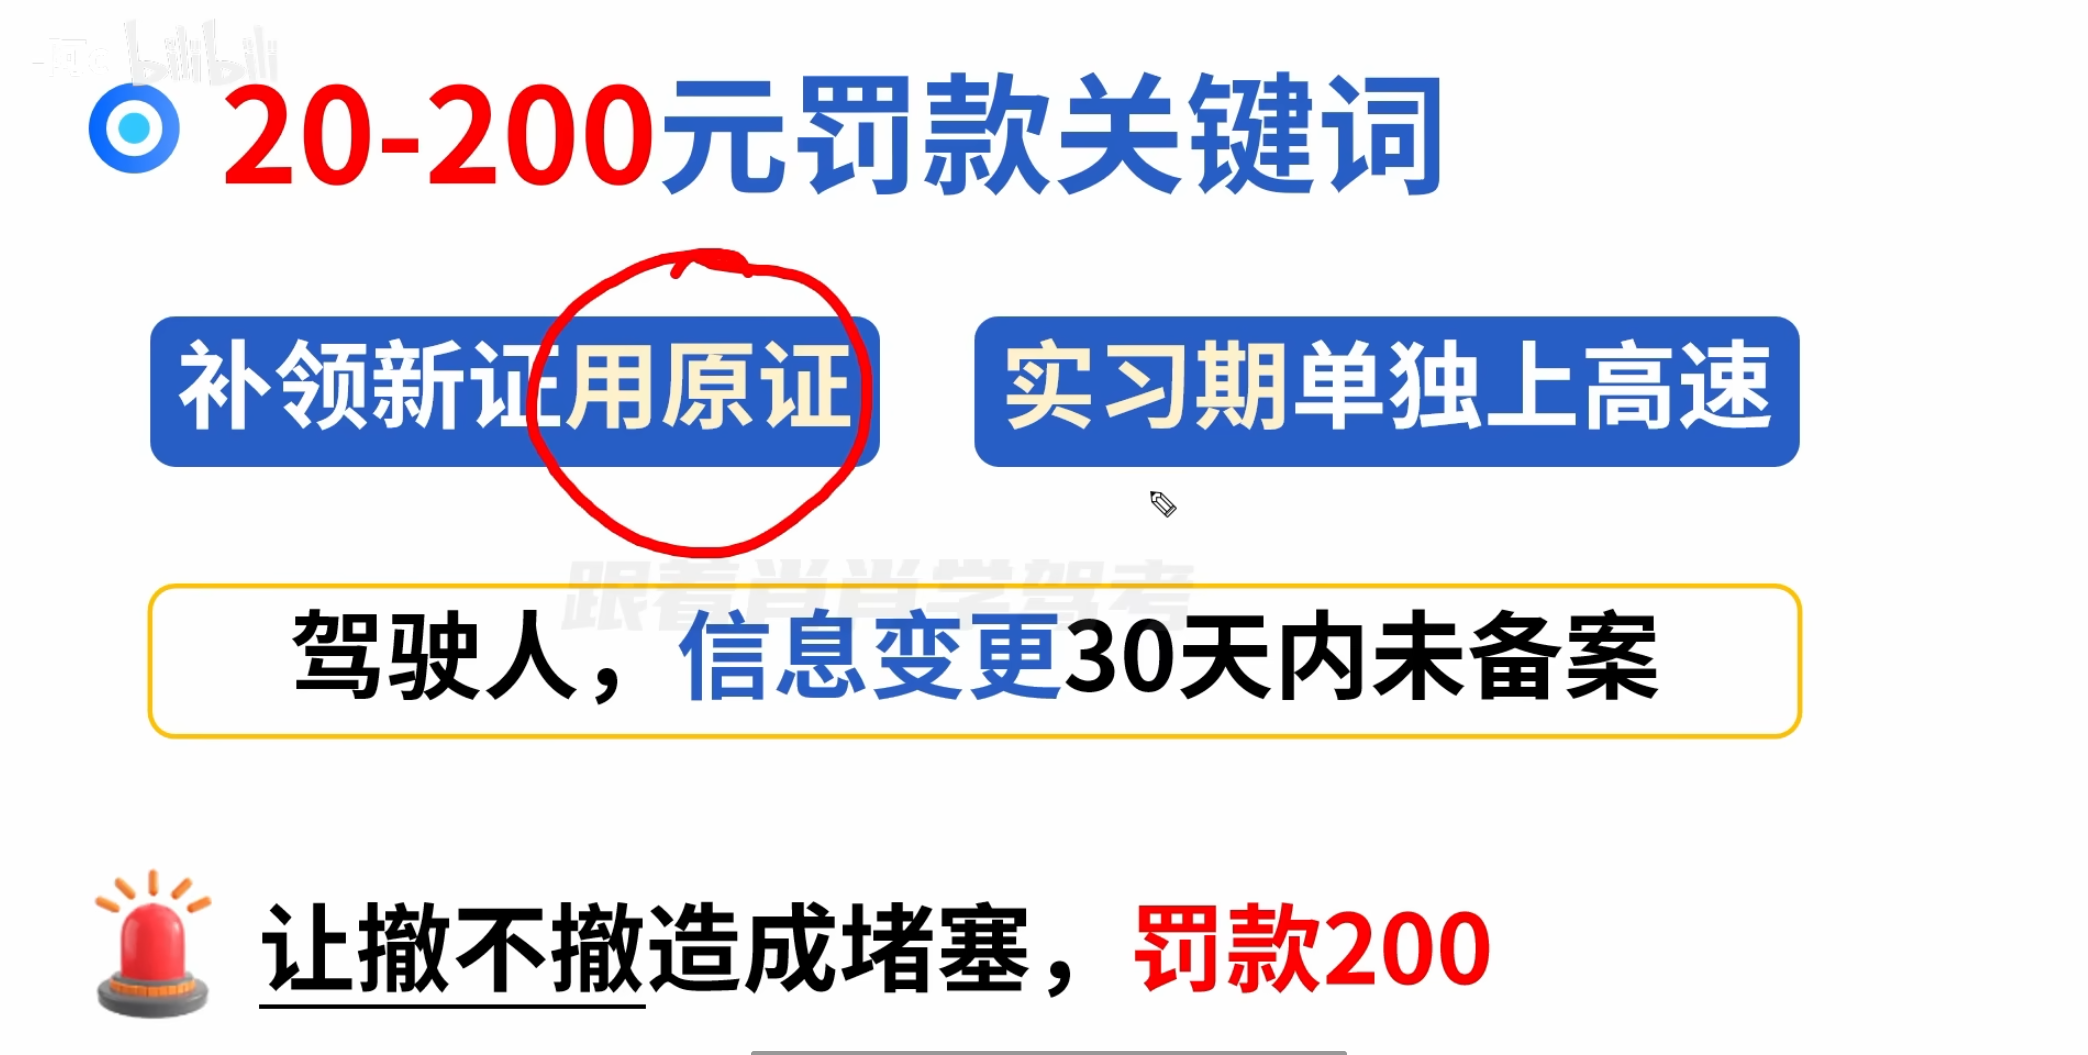 bilibili
20-200元罚款关键词
补领新证用原证 实习期单独上高速
跟着肖肖学驾考
驾驶人，信息变更30天内未备案
让撤不撤造成堵塞，罚款200